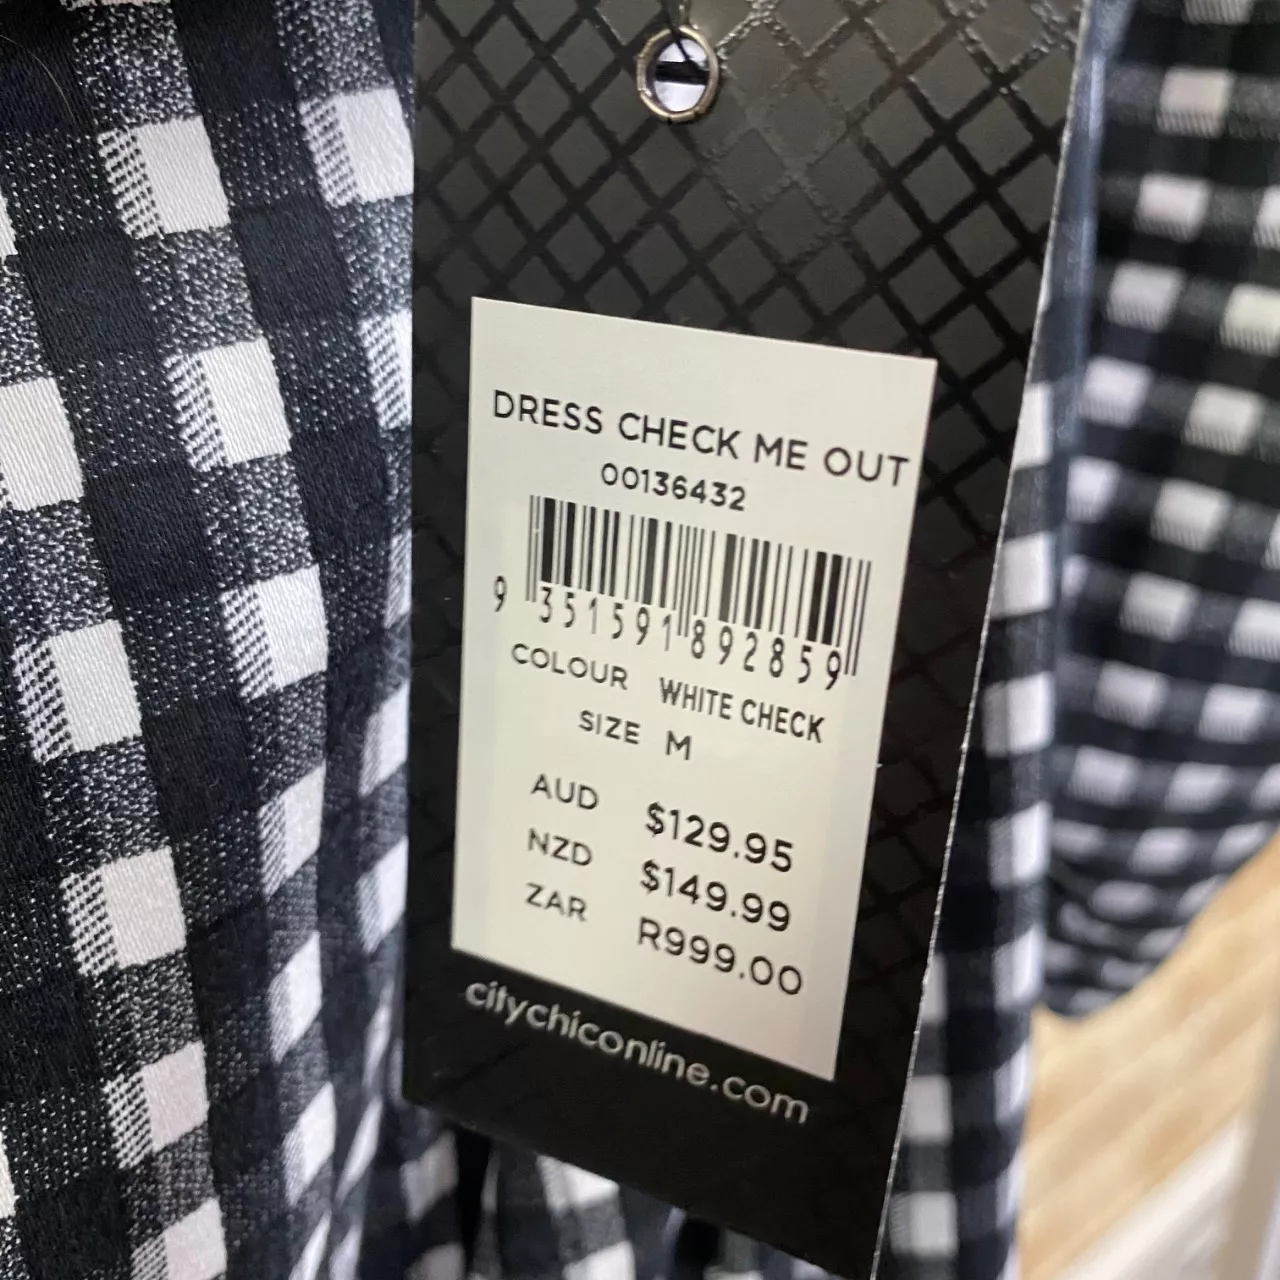 DRESS CHECK ME OUT
00136432
9 351591 892859
COLOUR WHITE CHECK
SIZE M
AUD $129.95
NZD $149.99
ZAR R999.00
citychiconline.com